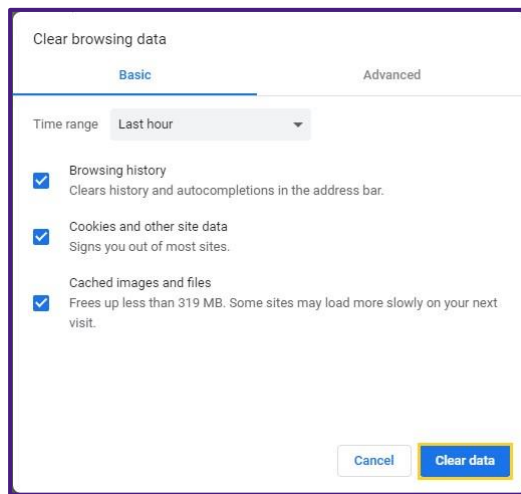 Clear browsing data
Basic
Advanced
Time range
Last hour
Browsing history
Clears history and autocompletions in the address bar.
Cookies and other site data
Signs you out of most sites.
Cached images and files
Frees up less than 319 MB. Some sites may load more slowly on your next
visit.
Cancel
Clear data